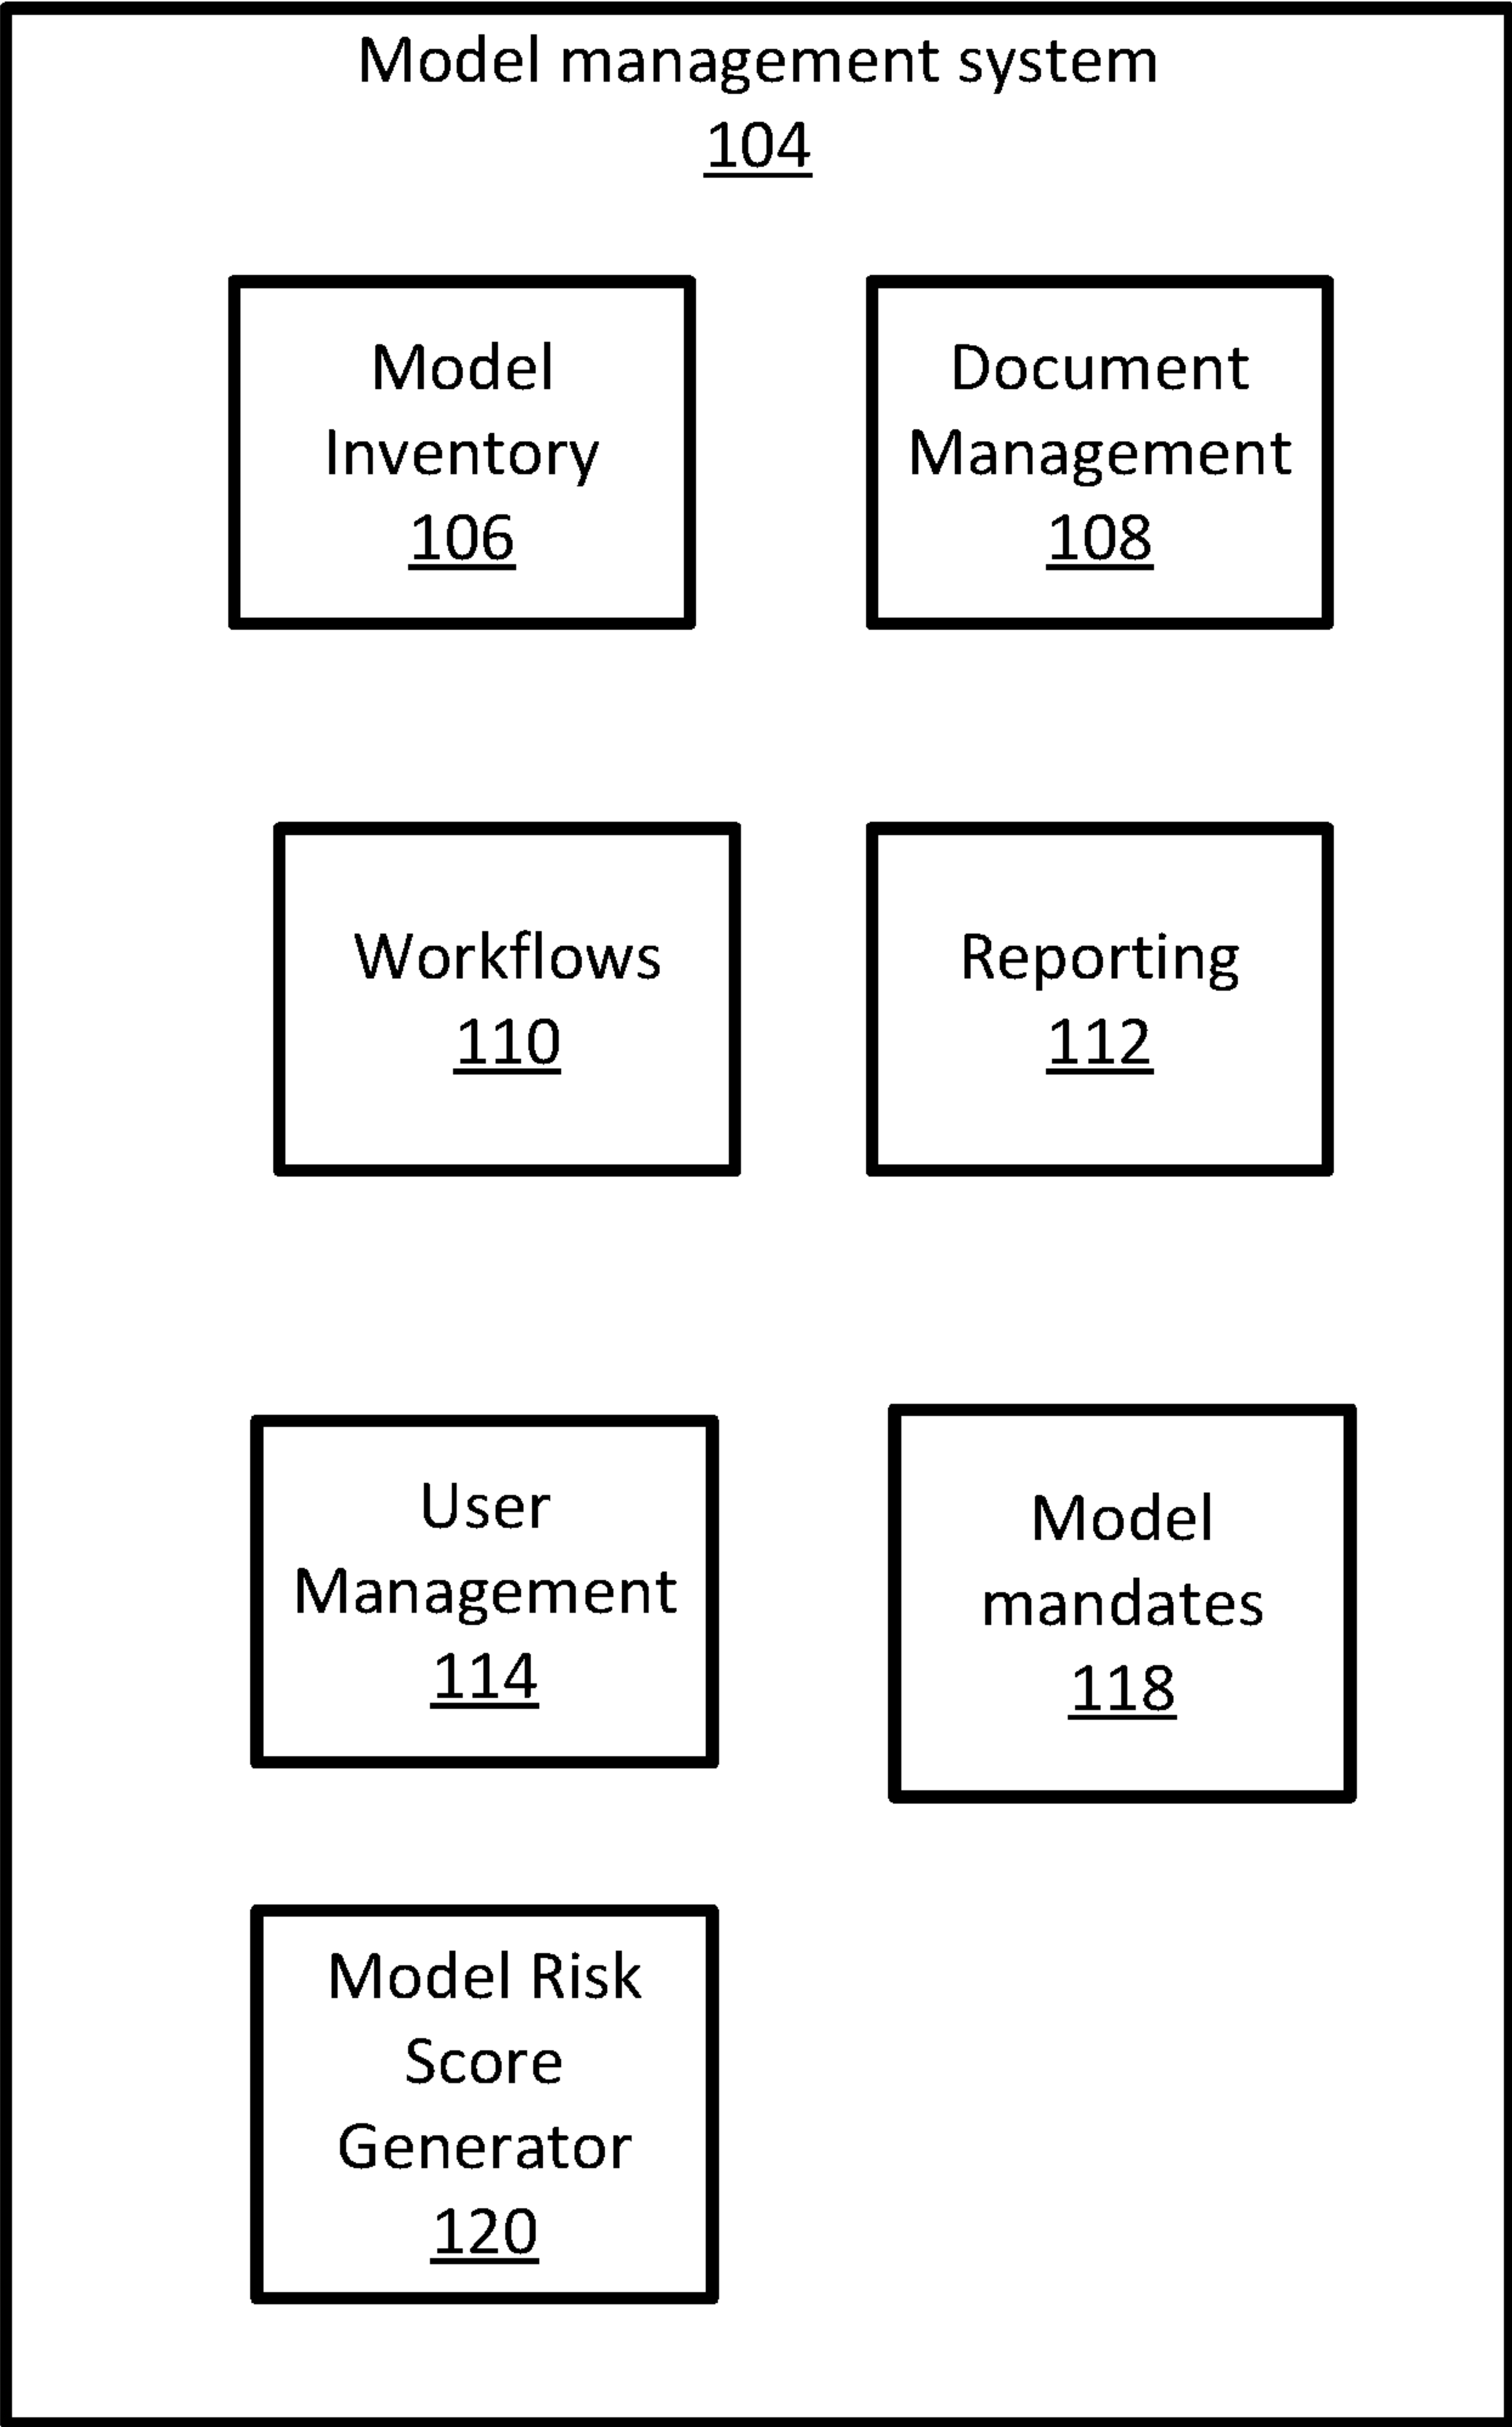 Model management system
104
Model
Inventory
106
Document
Management
108
Workflows
110
Reporting
112
User
Management
114
Model
mandates
118
Model Risk
Score
Generator
120